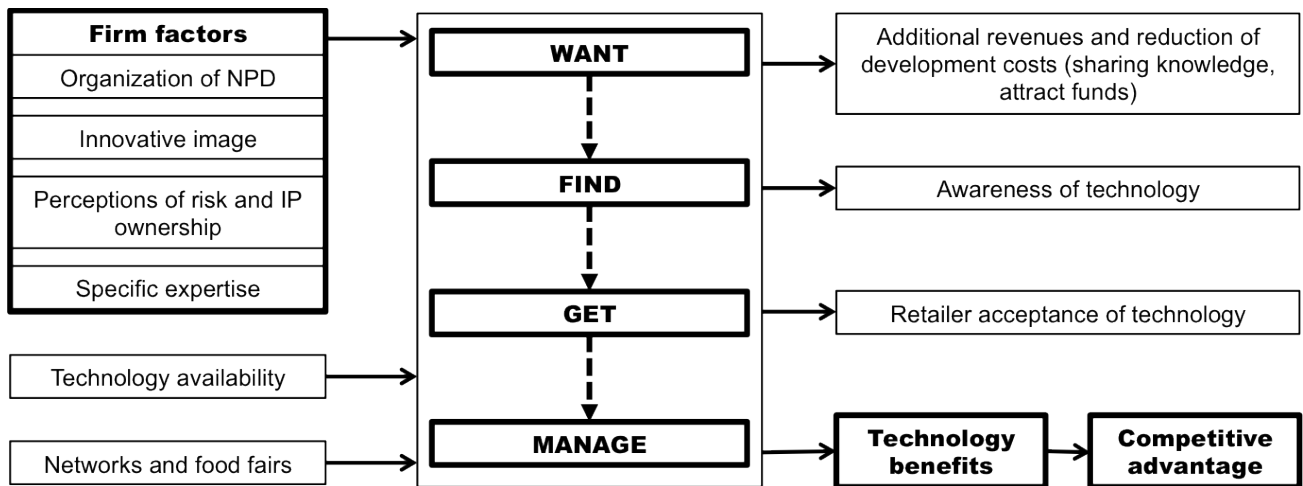 Firm factors
Organization of NPD
Innovative image
Perceptions of risk and IP
ownership
Specific expertise
Technology availability
Networks and food fairs
WANT
FIND
GET
MANAGE
Additional revenues and reduction of
development costs (sharing knowledge,
attract funds)
Awareness of technology
Retailer acceptance of technology
Technology
benefits
Competitive
advantage